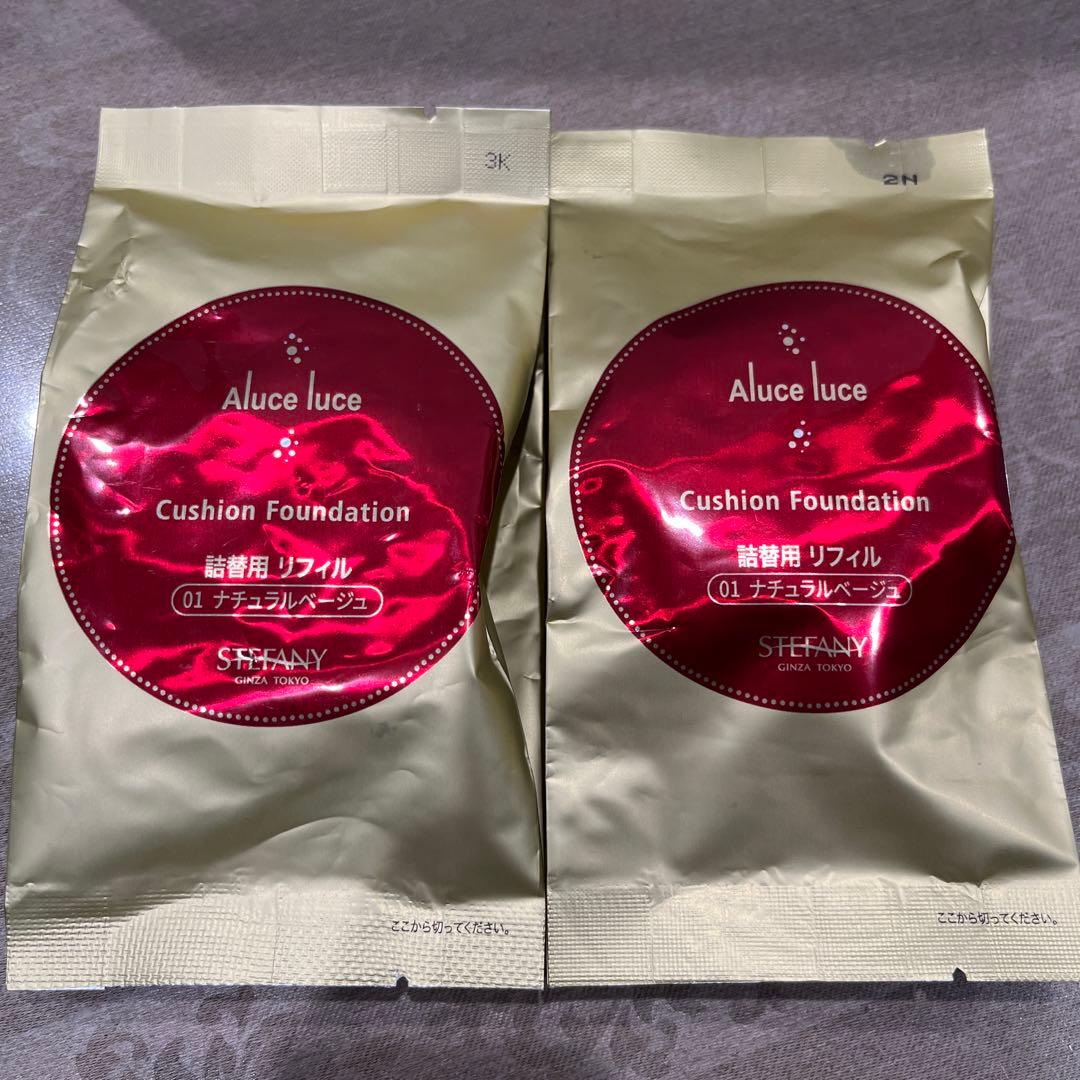 3K
Aluce luce
Cushion Foundation
詰替用 リフィル
01 ナチュラルベージュ
STEFANY
GINZA TOKYO
ここから切ってください。
2N
Aluce luce
Cushion Foundation
詰替用 リフィル
01 ナチュラルベージュ
STEFANY
GINZA TOKYO
ここから切ってください。